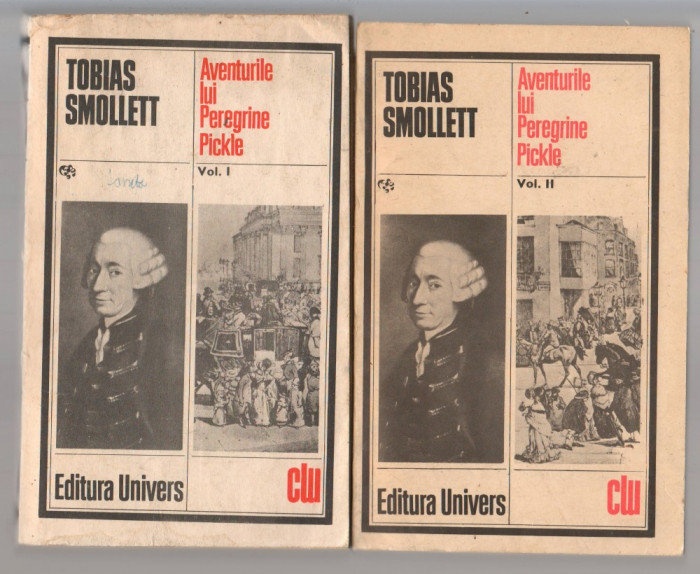 TOBIAS
SMOLLETT
Aventurile
lui
Peregrine
Pickle
Vol. I
Editura Univers
clu
TOBIAS
SMOLLETT
Aventurile
lui
Peregrine
Pickle
Vol. II
Editura Univers
clu